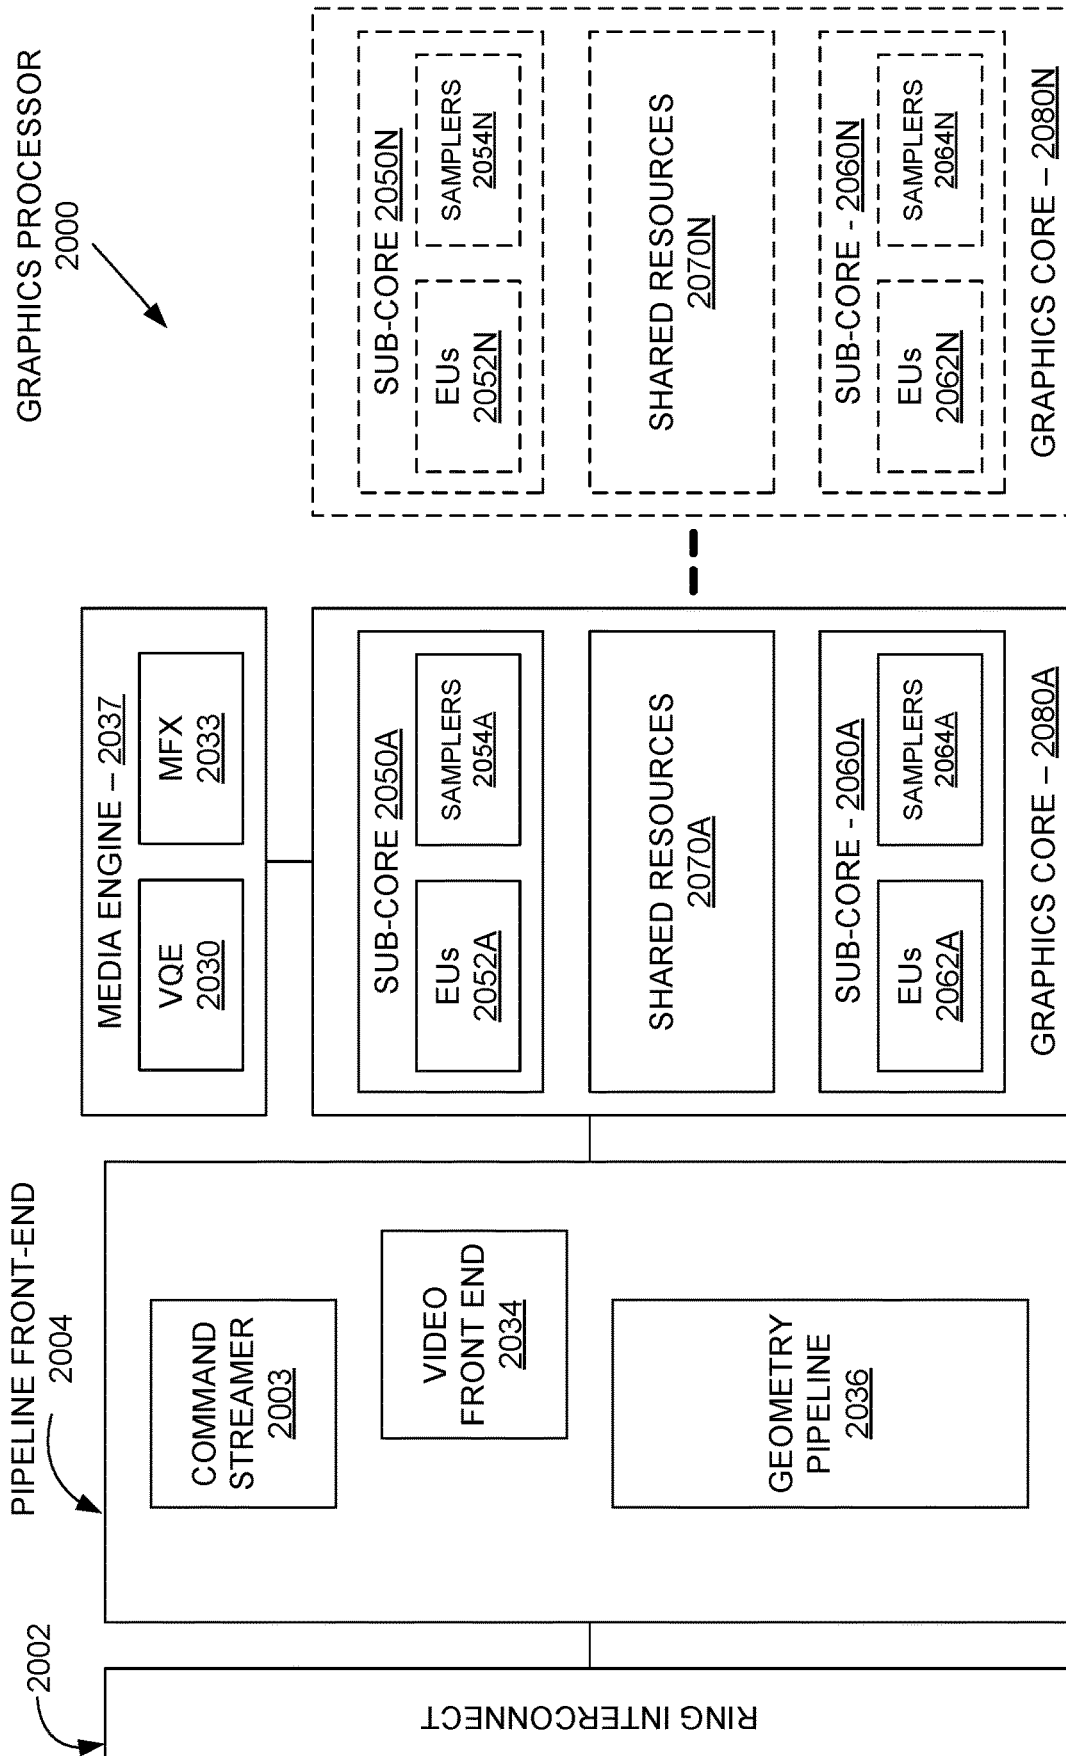 GRAPHICS PROCESSOR
2000
2002
PIPELINE FRONT-END
2004
RING INTERCONNECT
COMMAND
STREAMER
2003
VIDEO
FRONT END
2034
GEOMETRY
PIPELINE
2036
MEDIA ENGINE – 2037
VQE
2030
MFX
2033
SUB-CORE 2050A
EUs
2052A
SAMPLERS
2054A
SHARED RESOURCES
2070A
SUB-CORE - 2060A
EUs
2062A
SAMPLERS
2064A
GRAPHICS CORE – 2080A
SUB-CORE 2050N
EUs
2052N
SAMPLERS
2054N
SHARED RESOURCES
2070N
SUB-CORE - 2060N
EUs
2062N
SAMPLERS
2064N
GRAPHICS CORE – 2080N